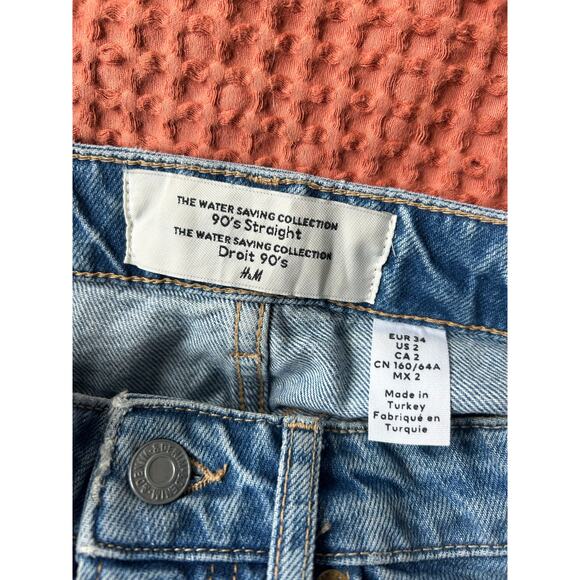 THE WATER SAVING COLLECTION
90's Straight
THE WATER SAVING COLLECTION
Droit 90's
H&M
EUR 34
US 2
CA 2
CN 160/64A
MX 2
Made in
Turkey
Fabriqué en
Turquie